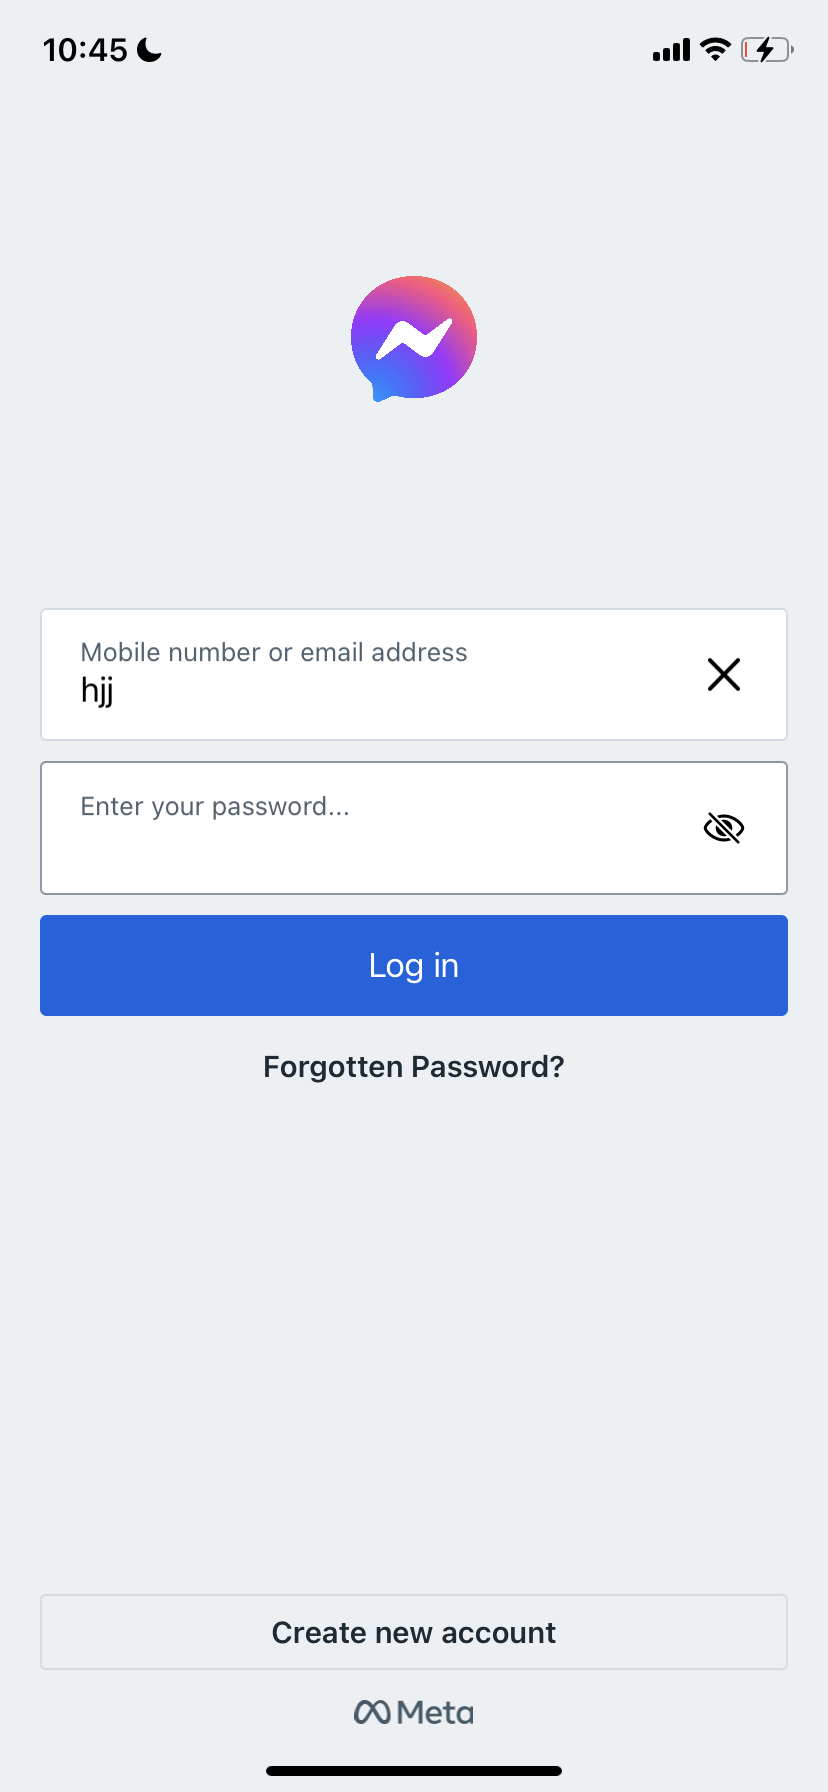 10:45
Mobile number or email address
hjj
Enter your password...
Log in
Forgotten Password?
Create new account
Meta